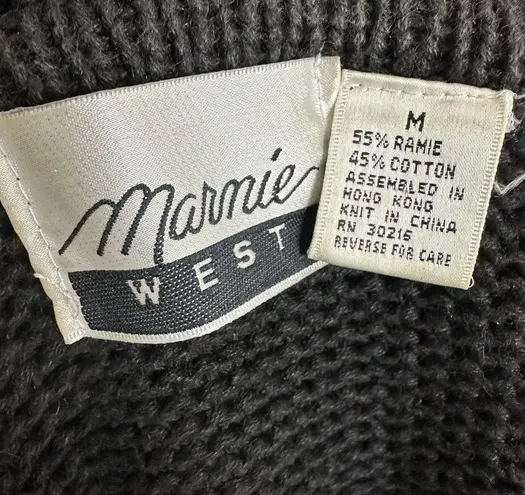 Marnie
WEST
M
55% RAMIE
45% COTTON
ASSEMBLED IN
HONG KONG
KNIT IN CHINA
RN 30216
REVERSE FOR CARE